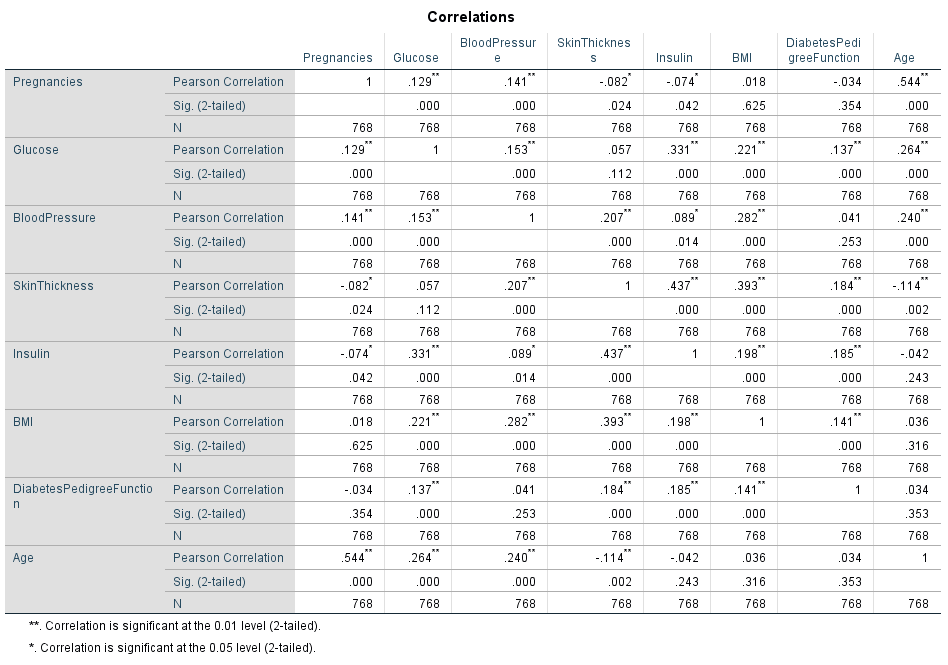 Correlations
Pregnancies Glucose BloodPressur e SkinThicknes s Insulin BMI DiabetesPedi greeFunction Age
Pregnancies Pearson Correlation 1 .129** .141** -.082* -.074* .018 -.034 .544**
Sig. (2-tailed) .000 .000 .024 .042 .625 .354 .000
N 768 768 768 768 768 768 768 768
Glucose Pearson Correlation .129** 1 .153** .057 .331** .221** .137** .264**
Sig. (2-tailed) .000 .000 .112 .000 .000 .000 .000
N 768 768 768 768 768 768 768 768
BloodPressure Pearson Correlation .141** .153** 1 .207** .089* .282** .041 .240**
Sig. (2-tailed) .000 .000 .000 .014 .000 .253 .000
N 768 768 768 768 768 768 768 768
SkinThickness Pearson Correlation -.082* .057 .207** 1 .437** .393** .184** -.114**
Sig. (2-tailed) .024 .112 .000 .000 .000 .000 .002
N 768 768 768 768 768 768 768 768
Insulin Pearson Correlation -.074* .331** .089* .437** 1 .198** .185** -.042
Sig. (2-tailed) .042 .000 .014 .000 .000 .000 .243
N 768 768 768 768 768 768 768 768
BMI Pearson Correlation .018 .221** .282** .393** .198** 1 .141** .036
Sig. (2-tailed) .625 .000 .000 .000 .000 .000 .316
N 768 768 768 768 768 768 768 768
DiabetesPedigreeFunctio n Pearson Correlation -.034 .137** .041 .184** .185** .141** 1 .034
Sig. (2-tailed) .354 .000 .253 .000 .000 .000 .353
N 768 768 768 768 768 768 768 768
Age Pearson Correlation .544** .264** .240** -.114** -.042 .036 .034 1
Sig. (2-tailed) .000 .000 .000 .002 .243 .316 .353
N 768 768 768 768 768 768 768 768
**. Correlation is significant at the 0.01 level (2-tailed).
*. Correlation is significant at the 0.05 level (2-tailed).